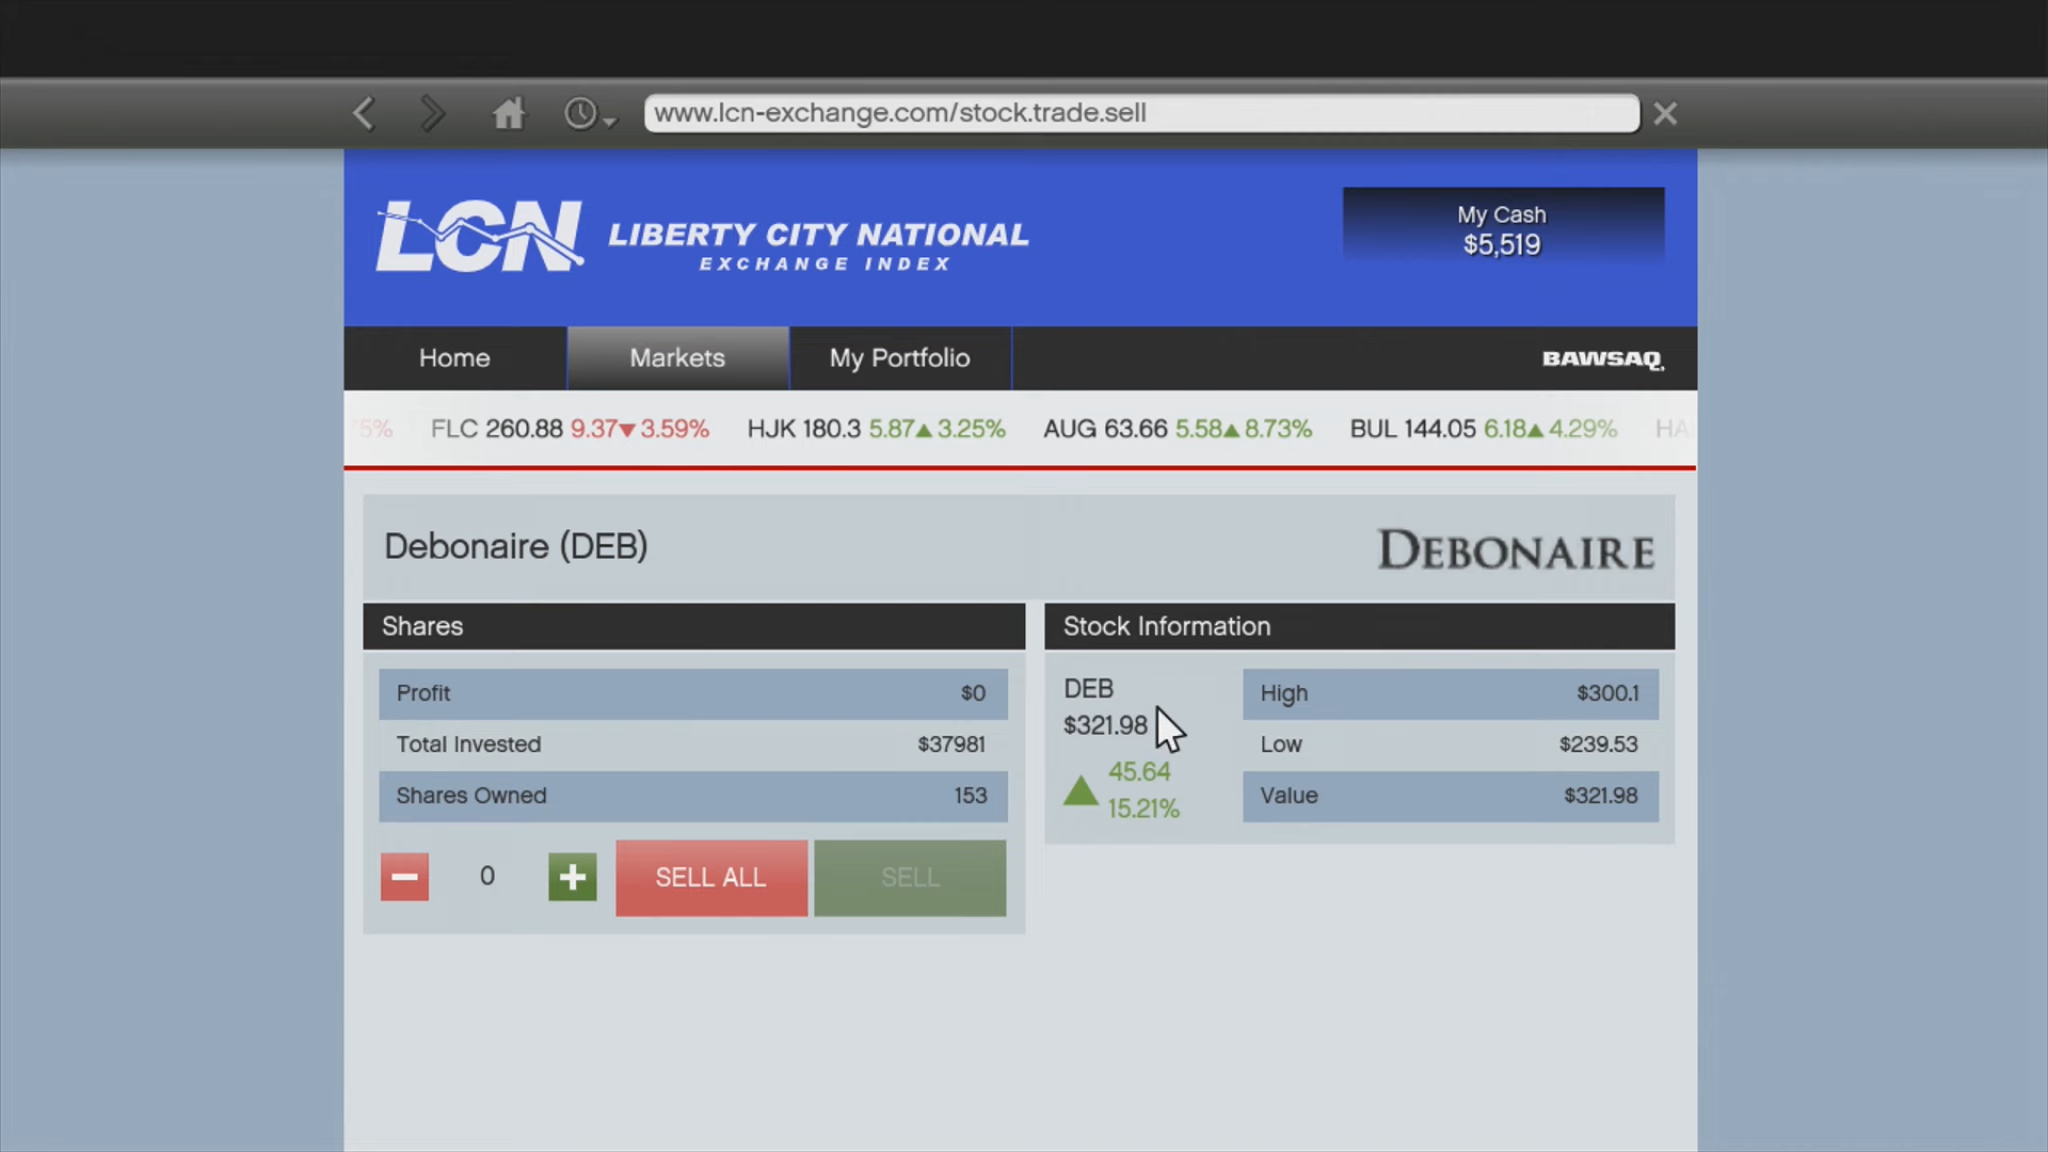 www.lcn-exchange.com/stock.trade.sell
LCN
LIBERTY CITY NATIONAL
EXCHANGE INDEX
My Cash
$5,519
Home
Markets
My Portfolio
BAWSAQ.
5% FLC 260.88 9.37▼3.59% HJK 180.3 5.87▲3.25% AUG 63.66 5.58▲8.73% BUL 144.05 6.18▲4.29% HA
Debonaire (DEB)
DEBONAIRE
Shares
Profit $0
Total Invested $37981
Shares Owned 153
0
SELL ALL
SELL
Stock Information
DEB
$321.98
45.64
15.21%
High $300.1
Low $239.53
Value $321.98